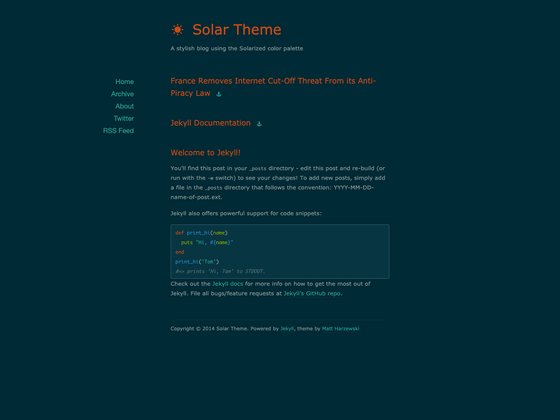 Solar Theme
A stylish blog using the Solarized color palette
Home
Archive
About
Twitter
RSS Feed
France Removes Internet Cut-Off Threat From its Anti-
Piracy Law
Jekyll Documentation
Welcome to Jekyll!
You'll find this post in your _posts directory - edit this post and re-build (or
run with the -w switch) to see your changes! To add new posts, simply add
a file in the _posts directory that follows the convention: YYYY-MM-DD-
name-of-post.ext.
Jekyll also offers powerful support for code snippets:
def print_hi(name)
puts "Hi, #{name}"
end
print_hi('Tom')
#=> prints 'Hi, Tom' to STDOUT.
Check out the Jekyll docs for more info on how to get the most out of
Jekyll. File all bugs/feature requests at Jekyll's GitHub repo.
Copyright © 2014 Solar Theme. Powered by Jekyll, theme by Matt Harzewski